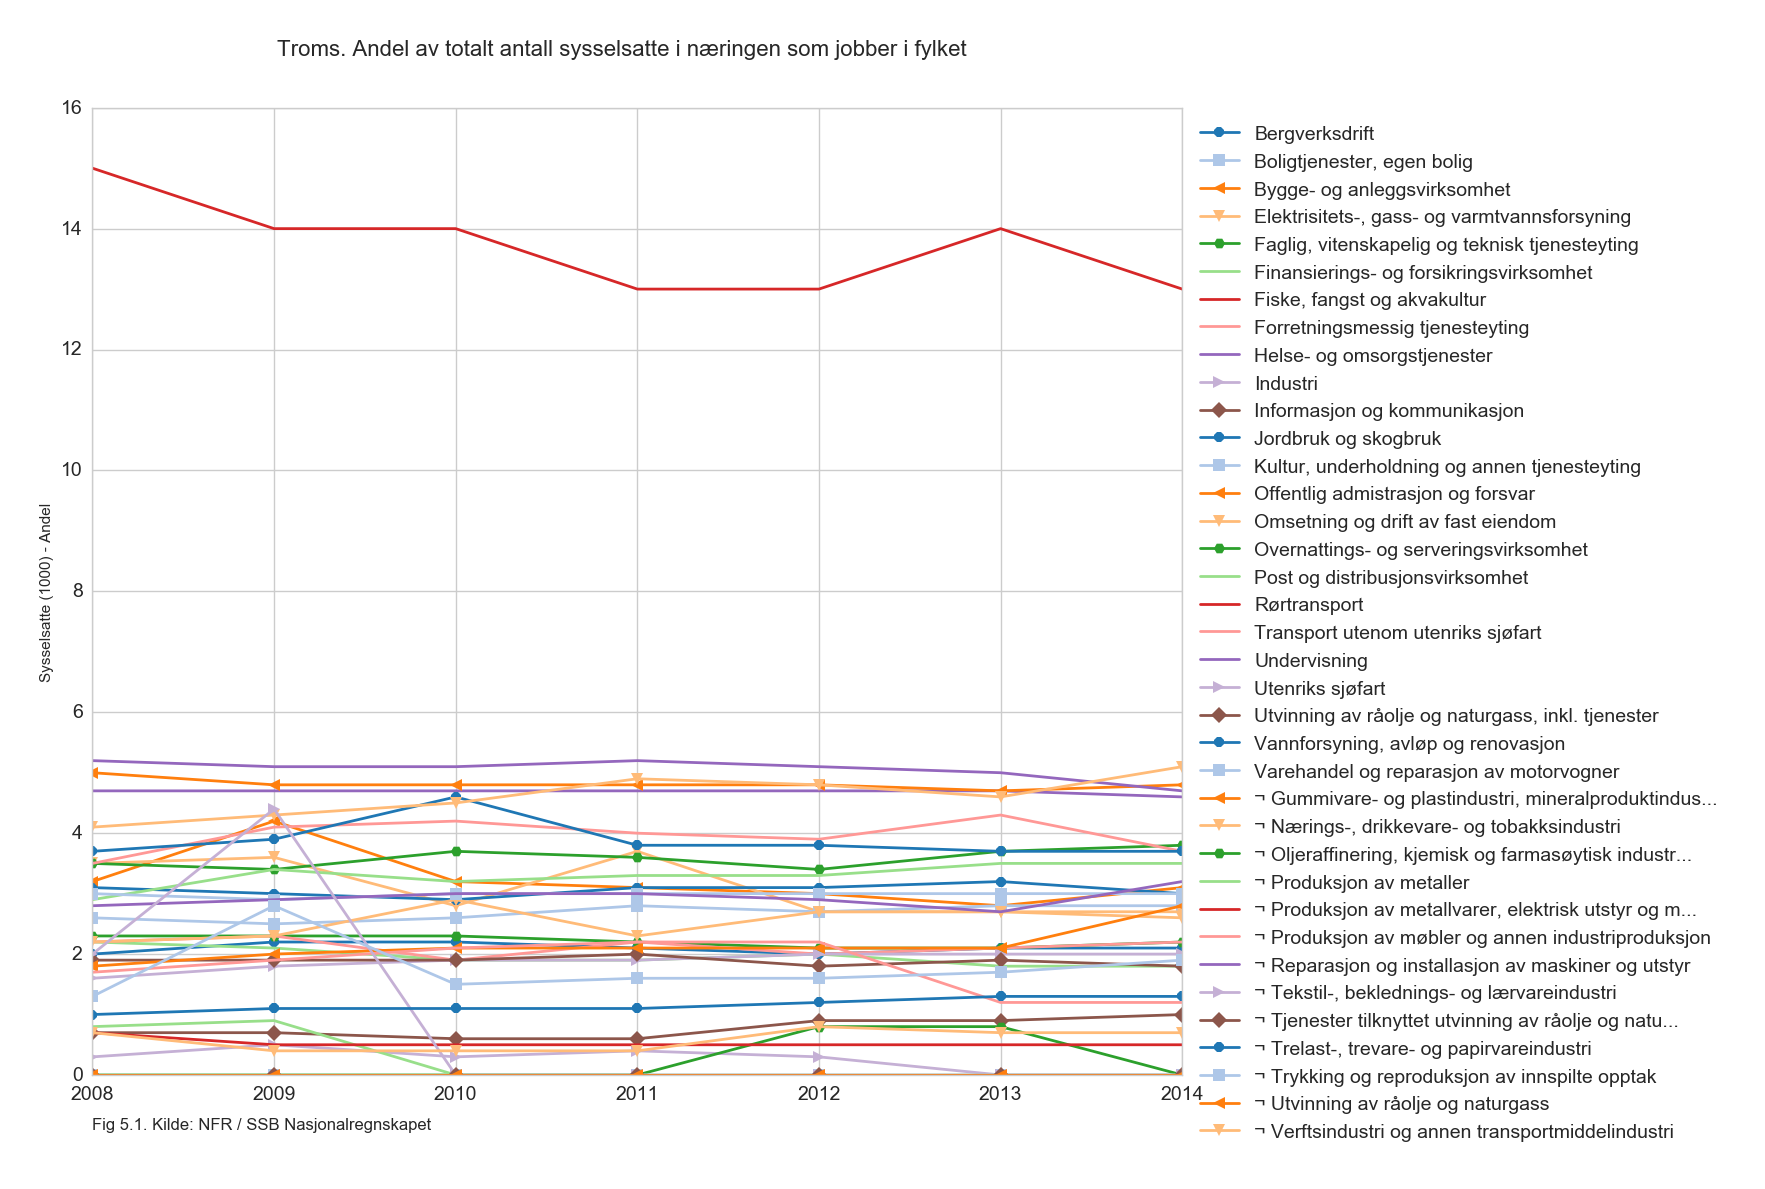 Troms. Andel av totalt antall sysselsatte i næringen som jobber i fylket
16
14
12
10
8
6
4
2
0
Sysselsatte (1000) - Andel
2008 2009 2010 2011 2012 2013 2014
Fig 5.1. Kilde: NFR / SSB Nasjonalregnskapet
Bergverksdrift
Boligtjenester, egen bolig
Bygge- og anleggsvirksomhet
Elektrisitets-, gass- og varmtvannsforsyning
Faglig, vitenskapelig og teknisk tjenesteyting
Finansierings- og forsikringsvirksomhet
Fiske, fangst og akvakultur
Forretningsmessig tjenesteyting
Helse- og omsorgstjenester
Industri
Informasjon og kommunikasjon
Jordbruk og skogbruk
Kultur, underholdning og annen tjenesteyting
Offentlig admistrasjon og forsvar
Omsetning og drift av fast eiendom
Overnattings- og serveringsvirksomhet
Post og distribusjonsvirksomhet
Rørtransport
Transport utenom utenriks sjøfart
Undervisning
Utenriks sjøfart
Utvinning av råolje og naturgass, inkl. tjenester
Vannforsyning, avløp og renovasjon
Varehandel og reparasjon av motorvogner
¬ Gummivare- og plastindustri, mineralproduktindus...
¬ Nærings-, drikkevare- og tobakksindustri
¬ Oljeraffinering, kjemisk og farmasøytisk industr...
¬ Produksjon av metaller
¬ Produksjon av metallvarer, elektrisk utstyr og m...
¬ Produksjon av møbler og annen industriproduksjon
¬ Reparasjon og installasjon av maskiner og utstyr
¬ Tekstil-, beklednings- og lærvareindustri
¬ Tjenester tilknyttet utvinning av råolje og natu...
¬ Trelast-, trevare- og papirvareindustri
¬ Trykking og reproduksjon av innspilte opptak
¬ Utvinning av råolje og naturgass
¬ Verftsindustri og annen transportmiddelindustri